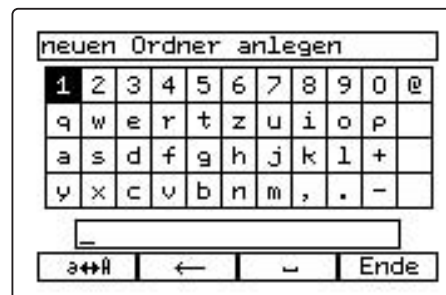 neuen Ordner anlegen
1 2 3 4 5 6 7 8 9 0 @
q w e r t z u i o p
a s d f g h j k l +
y x c v b n m , . -
_
a↔A ← ⎵ Ende